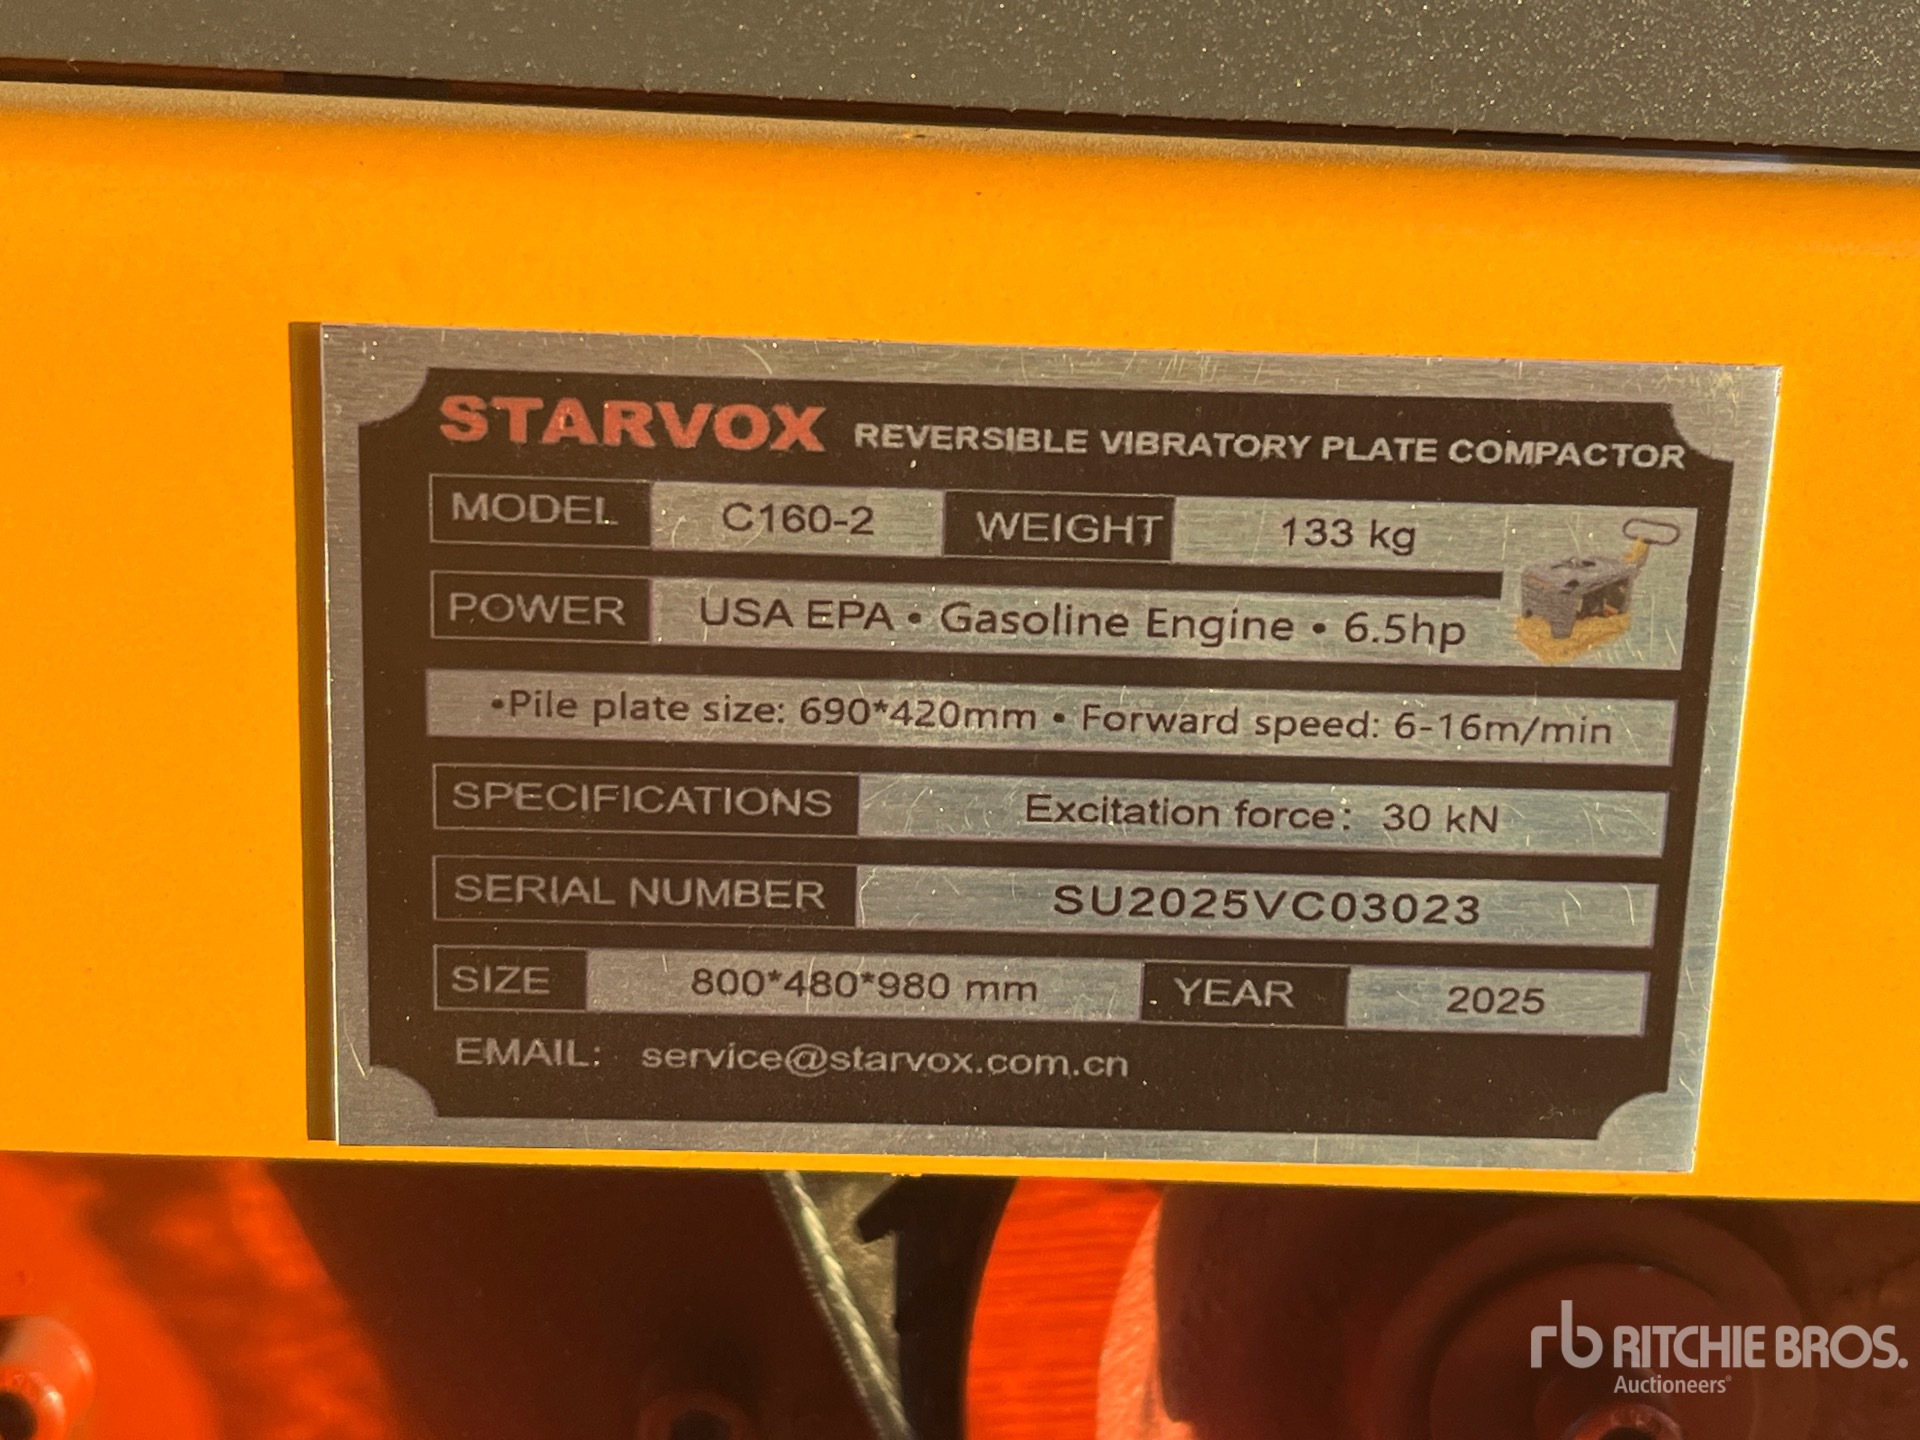 STARVOX REVERSIBLE VIBRATORY PLATE COMPACTOR
MODEL C160-2 WEIGHT 133 kg
POWER USA EPA • Gasoline Engine • 6.5hp
•Pile plate size: 690*420mm • Forward speed: 6-16m/min
SPECIFICATIONS Excitation force: 30 kN
SERIAL NUMBER SU2025VC03023
SIZE 800*480*980 mm YEAR 2025
EMAIL: service@starvox.com.cn
rb RITCHIE BROS.
Auctioneers®